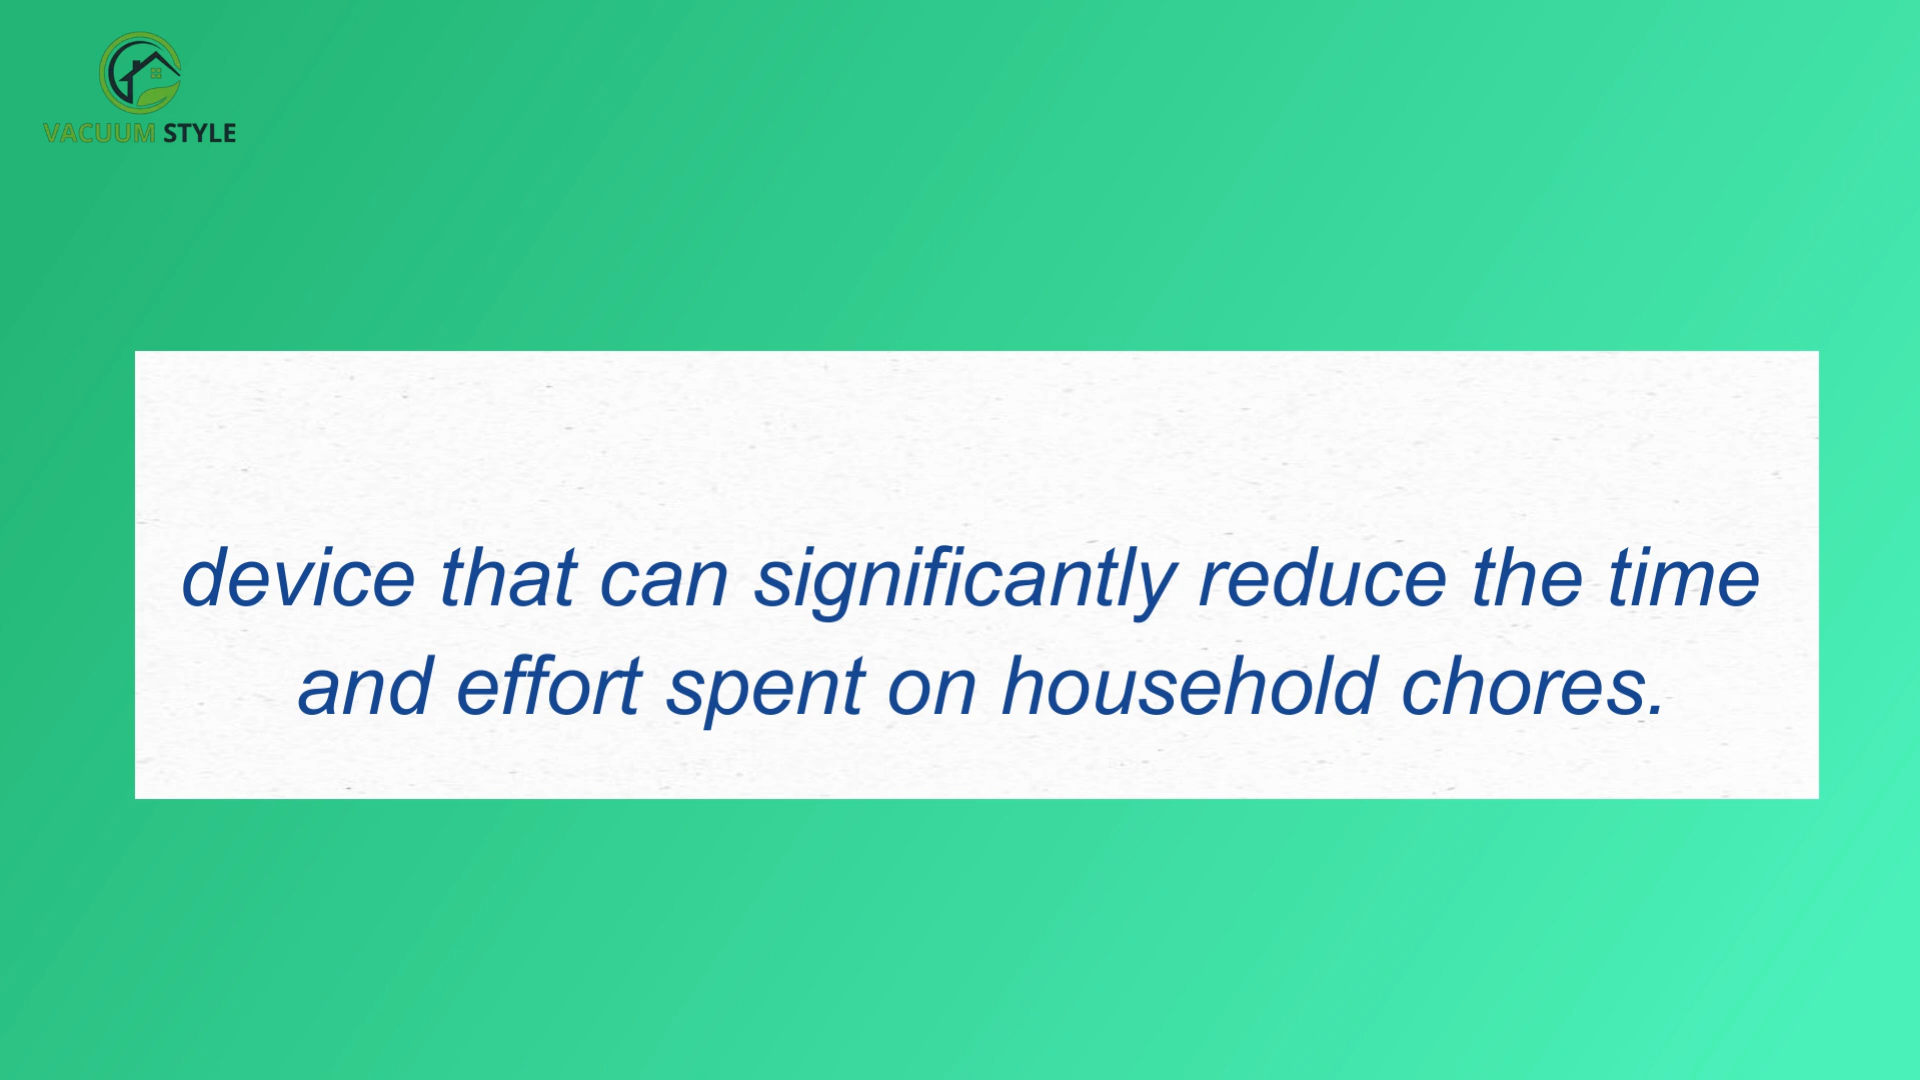 VACUUM STYLE
device that can significantly reduce the time
and effort spent on household chores.